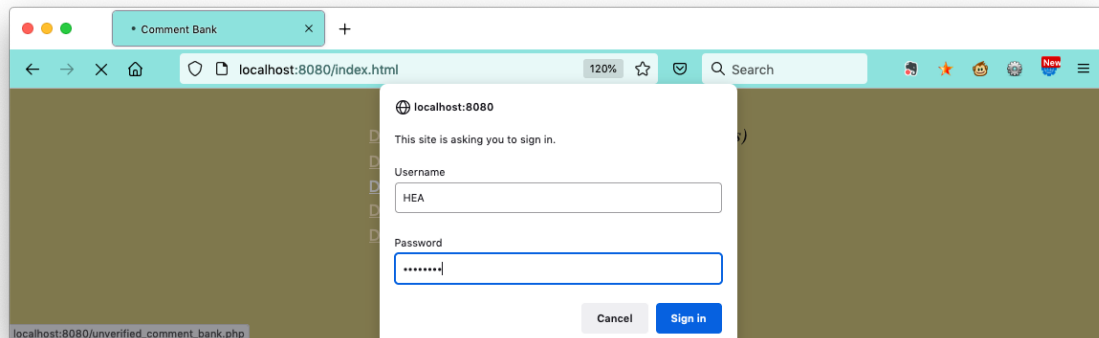 * Comment Bank
localhost:8080/index.html
120%
Search
New
localhost:8080
This site is asking you to sign in.
Username
HEA
Password
••••••••
Cancel
Sign in
D
D
D
D
D
s)
localhost:8080/unverified_comment_bank.php